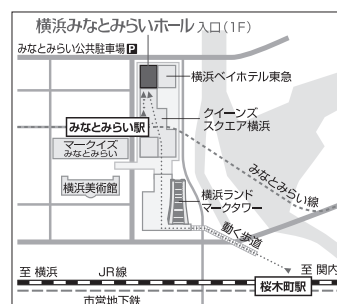 横浜みなとみらいホール 入口(1F)
みなとみらい公共駐車場 P
横浜ベイホテル東急
クイーンズ
スクエア横浜
みなとみらい駅
マークイズ
みなとみらい
みなとみらい線
横浜美術館
横浜ランド
マークタワー
動く歩道
至 横浜
JR線
至 関内
桜木町駅
市営地下鉄